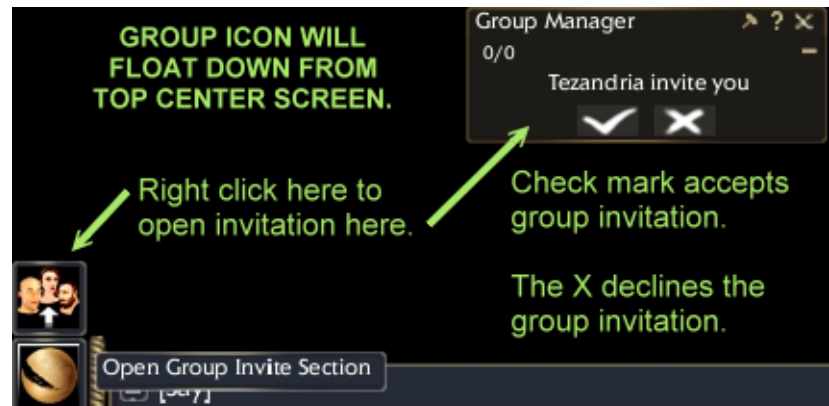 GROUP ICON WILL
FLOAT DOWN FROM
TOP CENTER SCREEN.
Group Manager ?
0/0
Tezandria invite you
Right click here to
open invitation here.
Check mark accepts
group invitation.
The X declines the
group invitation.
Open Group Invite Section
[say]